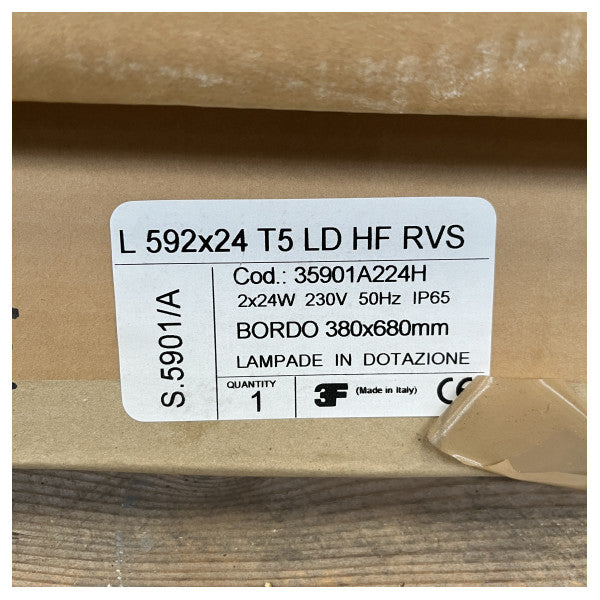 L 592x24 T5 LD HF RVS
S.5901/A
Cod.: 35901A224H
2x24W 230V 50Hz IP65
BORDO 380x680mm
LAMPADE IN DOTAZIONE
QUANTITY
1
3F (Made in Italy) CE